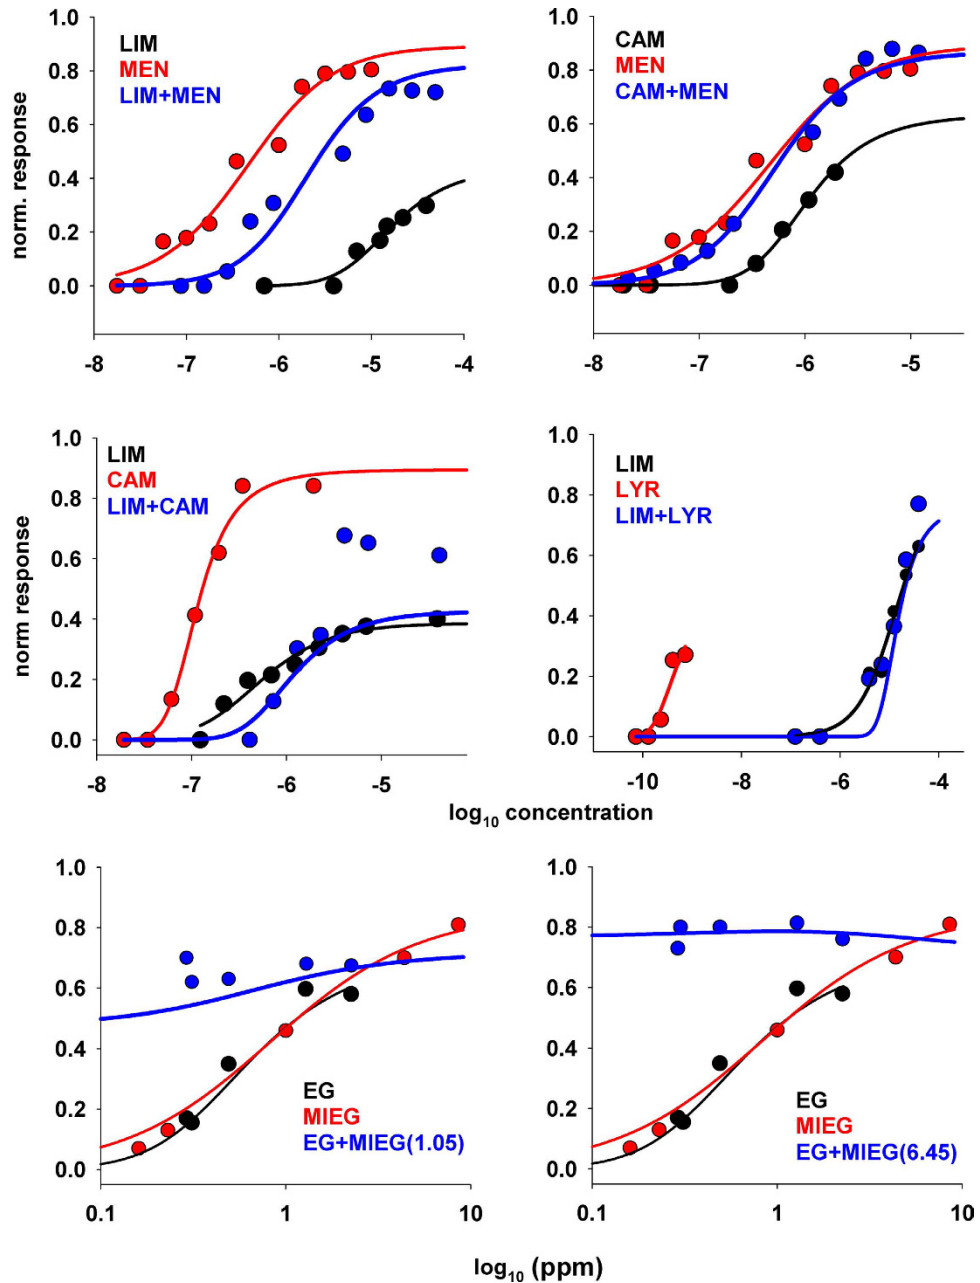 LIM
MEN
LIM+MEN
norm. response
1.0
0.8
0.6
0.4
0.2
0.0
-8
-7
-6
-5
-4
CAM
MEN
CAM+MEN
1.0
0.8
0.6
0.4
0.2
0.0
-8
-7
-6
-5
LIM
CAM
LIM+CAM
norm response
1.0
0.8
0.6
0.4
0.2
0.0
-8
-7
-6
-5
LIM
LYR
LIM+LYR
1.0
0.8
0.6
0.4
0.2
0.0
-10
-8
-6
-4
log10 concentration
1.0
0.8
0.6
0.4
0.2
0.0
EG
MIEG
EG+MIEG(1.05)
0.1
1
10
1.0
0.8
0.6
0.4
0.2
0.0
EG
MIEG
EG+MIEG(6.45)
0.1
1
10
log10 (ppm)